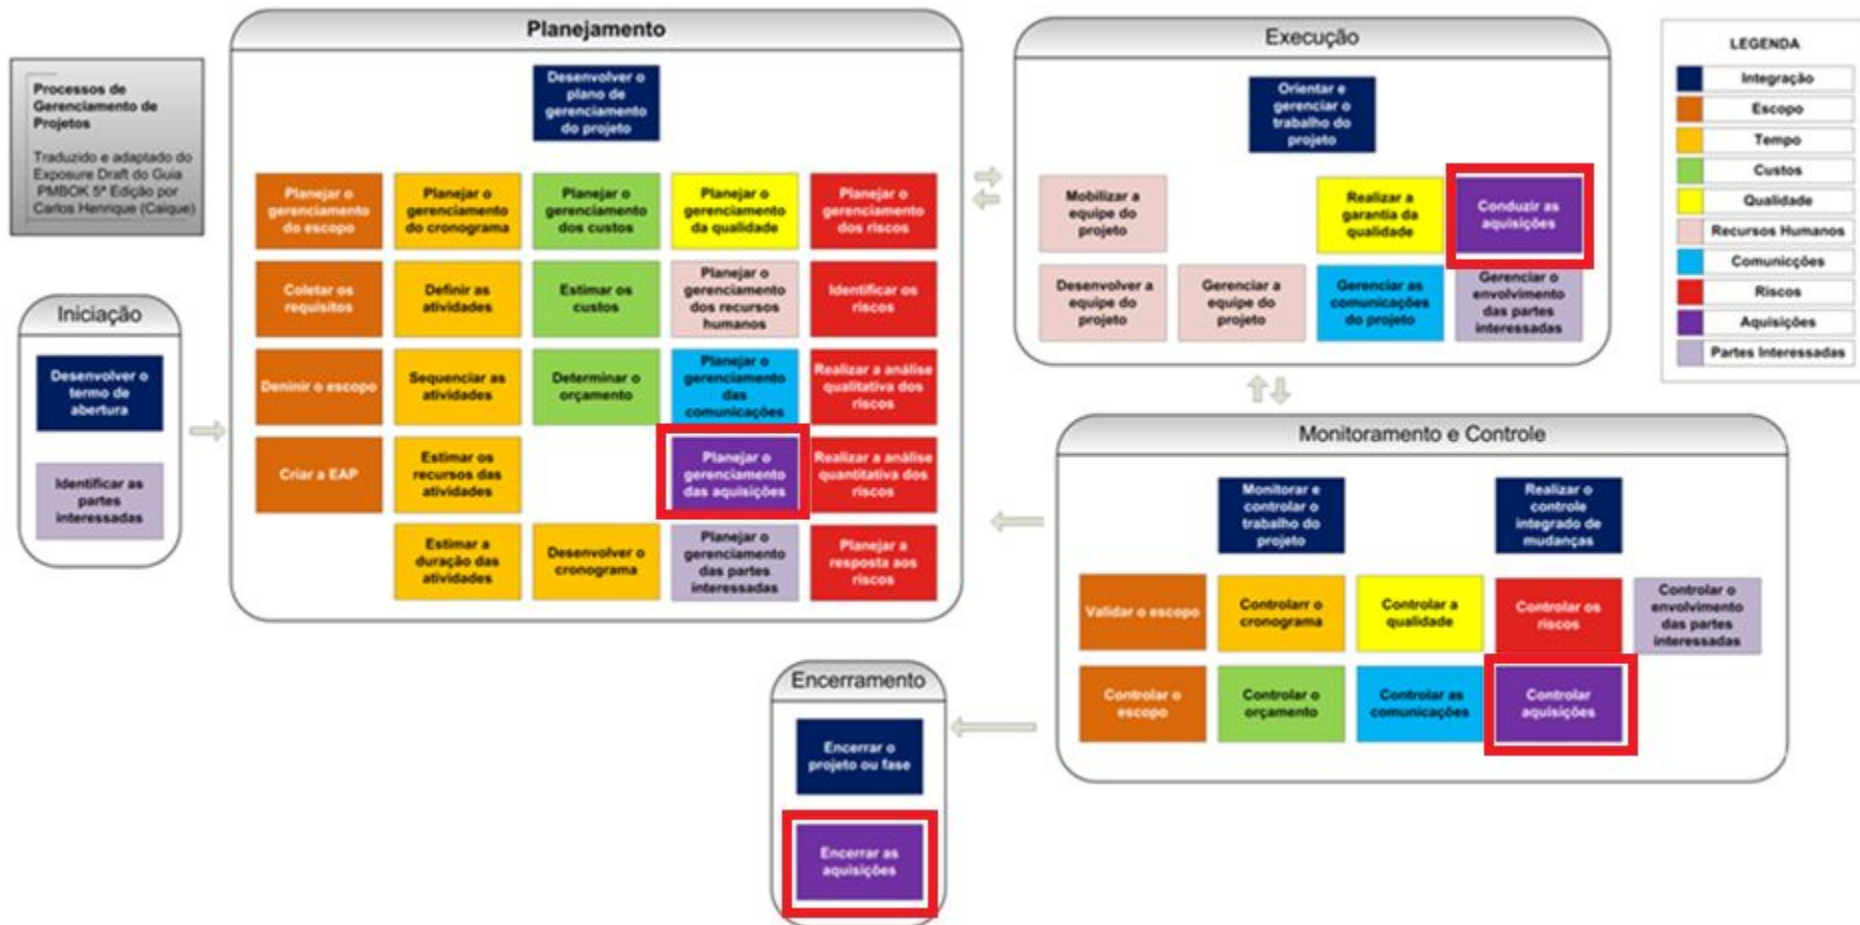 Processos de
Gerenciamento de
Projetos
Traduzido e adaptado do
Exposure Draft do Guia
PMBOK 5ª Edição por
Carlos Henrique (Caique)
Iniciação
Desenvolver o
termo de
abertura
Identificar as
partes
interessadas
Planejamento
Desenvolver o
plano de
gerenciamento
do projeto
Planejar o
gerenciamento
do escopo
Planejar o
gerenciamento
do cronograma
Planejar o
gerenciamento
dos custos
Planejar o
gerenciamento
da qualidade
Planejar o
gerenciamento
dos riscos
Coletar os
requisitos
Definir as
atividades
Estimar os
custos
Planejar o
gerenciamento
dos recursos
humanos
Identificar os
riscos
Deninir o escopo
Sequenciar as
atividades
Determinar o
orçamento
Planejar o
gerenciamento
das
comunicações
Realizar a análise
qualitativa dos
riscos
Criar a EAP
Estimar os
recursos das
atividades
Planejar o
gerenciamento
das aquisições
Realizar a análise
quantitativa dos
riscos
Estimar a
duração das
atividades
Desenvolver o
cronograma
Planejar o
gerenciamento
das partes
interessadas
Planejar a
resposta aos
riscos
Execução
Orientar e
gerenciar o
trabalho do
projeto
Mobilizar a
equipe do
projeto
Realizar a
garantia da
qualidade
Conduzir as
aquisições
Desenvolver a
equipe do
projeto
Gerenciar a
equipe do
projeto
Gerenciar as
comunicações
do projeto
Gerenciar o
envolvimento
das partes
interessadas
LEGENDA
Integração
Escopo
Tempo
Custos
Qualidade
Recursos Humanos
Comunicções
Riscos
Aquisições
Partes Interessadas
Monitoramento e Controle
Monitorar e
controlar o
trabalho do
projeto
Realizar o
controle
integrado de
mudanças
Validar o escopo
Controlarr o
cronograma
Controlar a
qualidade
Controlar os
riscos
Controlar o
envolvimento
das partes
interessadas
Controlar o
escopo
Controlar o
orçamento
Controlar as
comunicações
Controlar
aquisições
Encerramento
Encerrar o
projeto ou fase
Encerrar as
aquisições